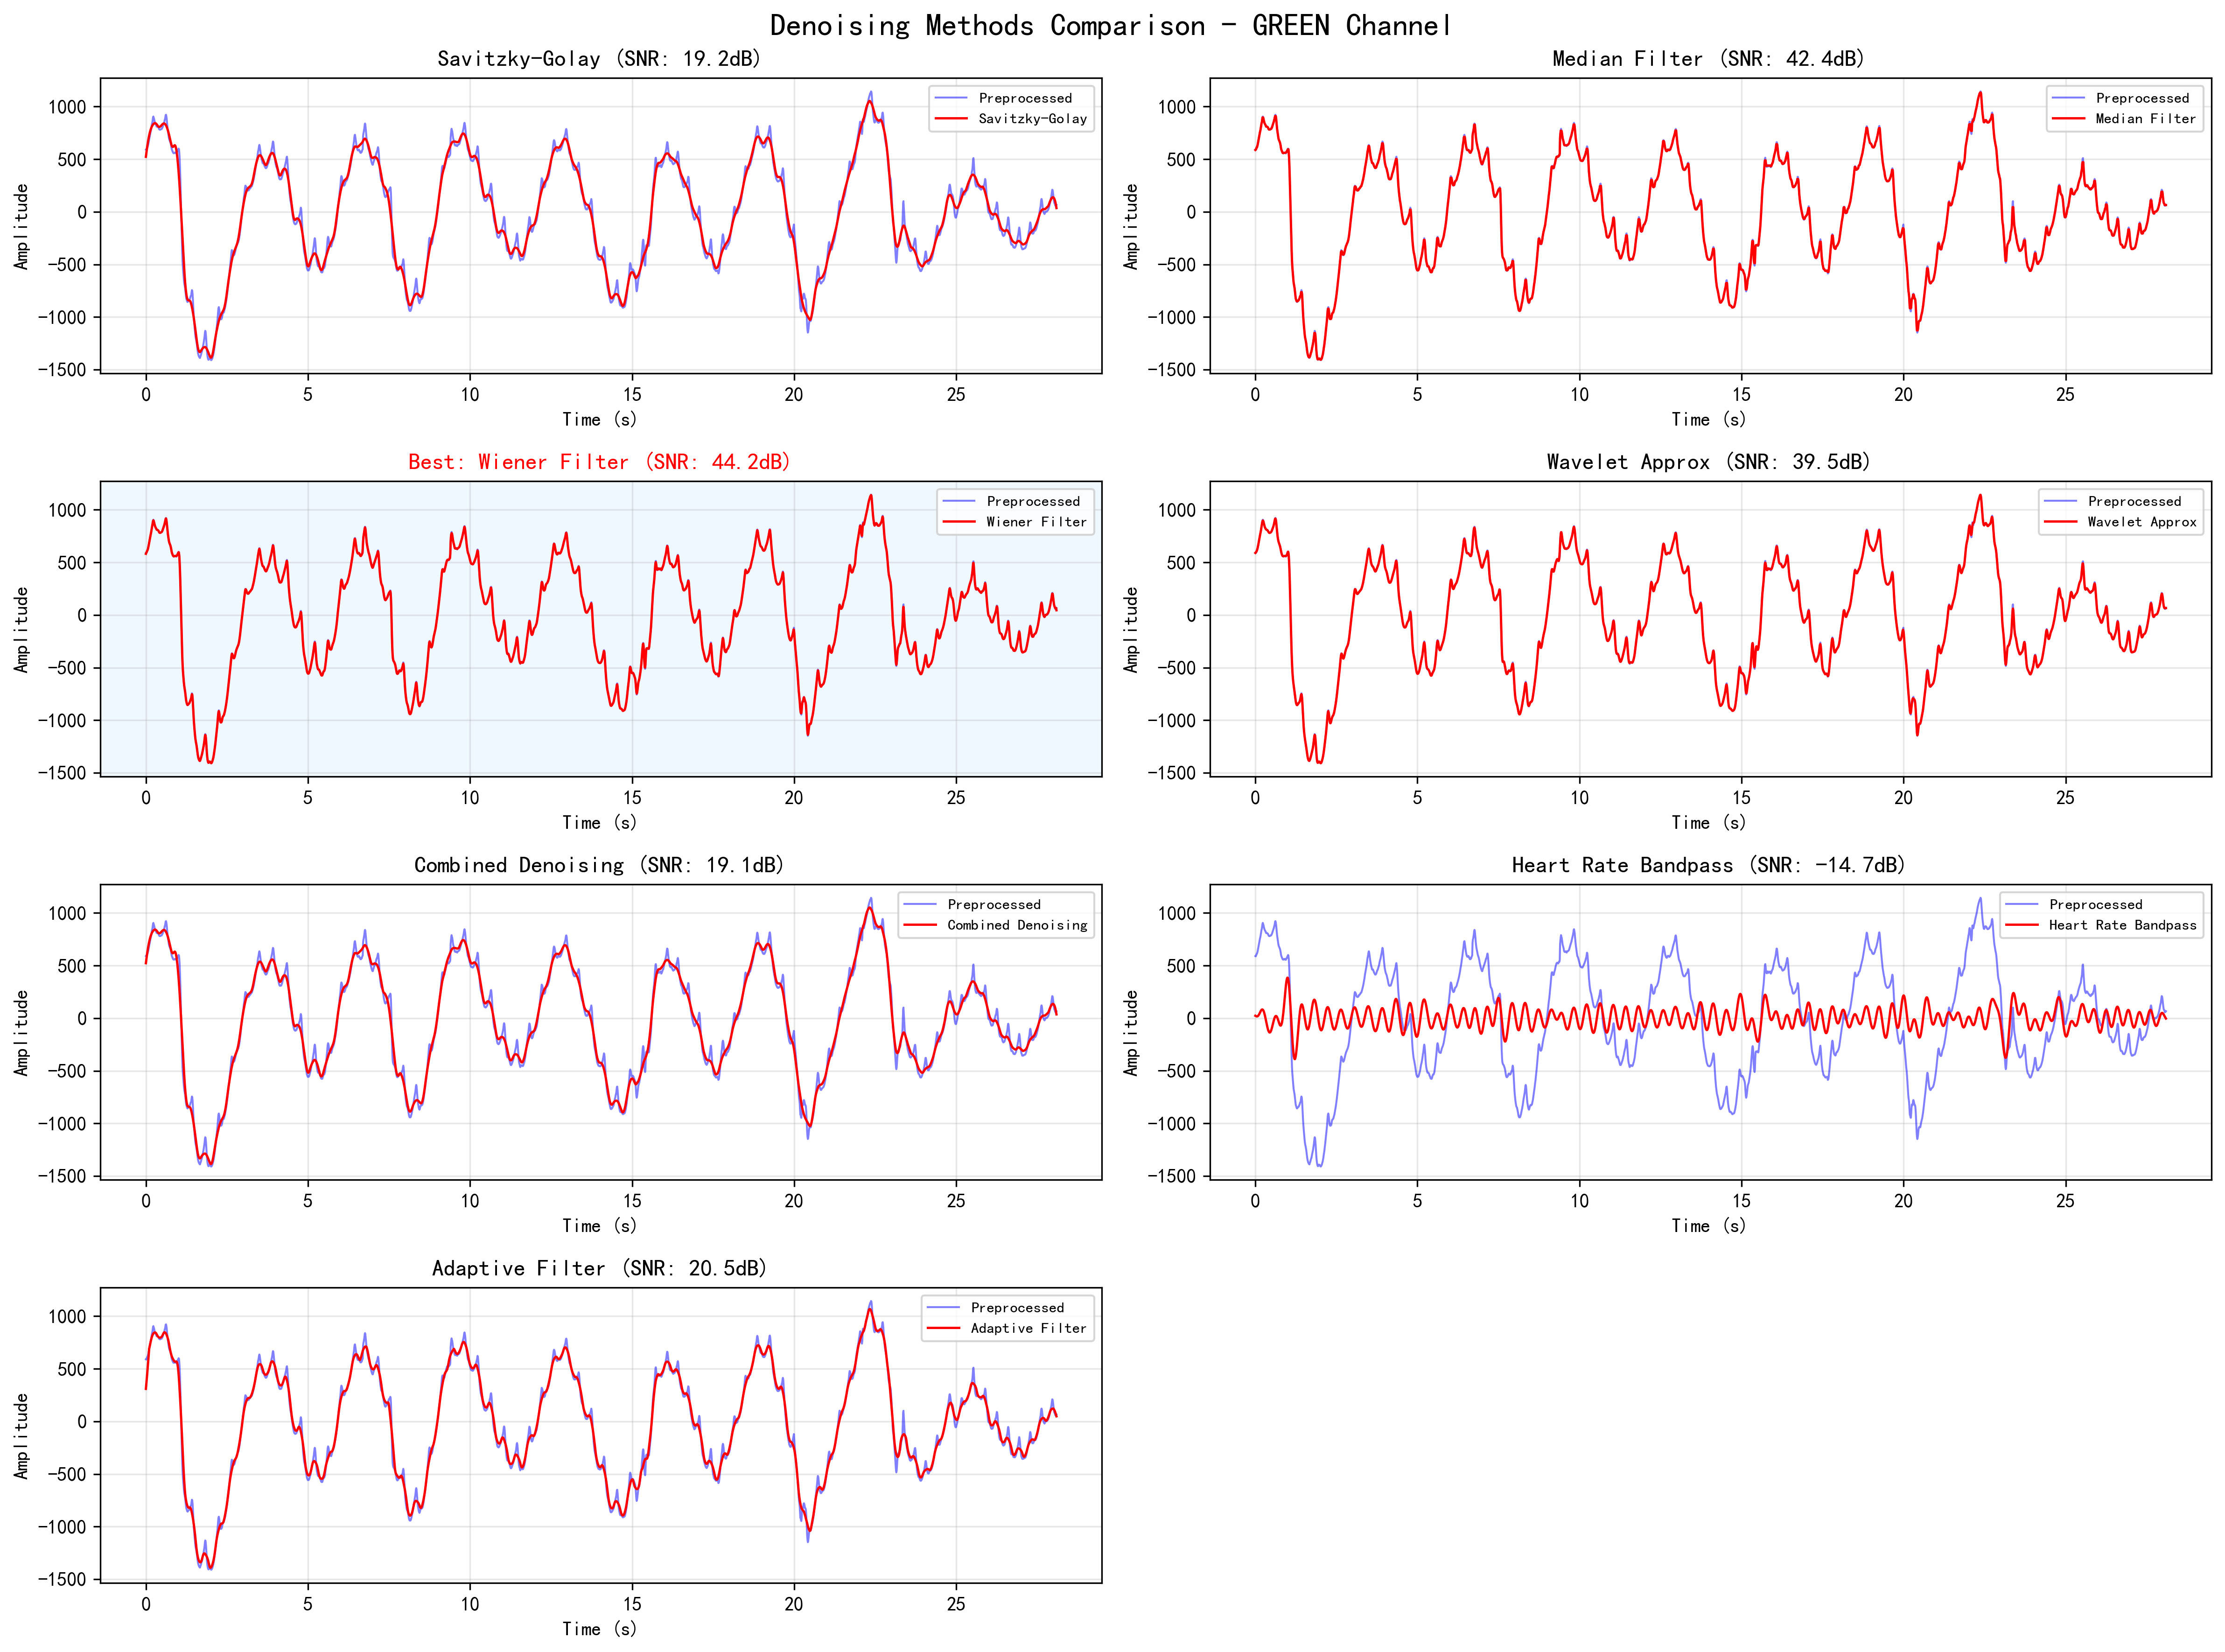 Denoising Methods Comparison - GREEN Channel
Savitzky-Golay (SNR: 19.2dB)
Preprocessed
Savitzky-Golay
1000
500
0
-500
-1000
-1500
Amplitude
0 5 10 15 20 25
Time (s)
Median Filter (SNR: 42.4dB)
Preprocessed
Median Filter
1000
500
0
-500
-1000
-1500
Amplitude
0 5 10 15 20 25
Time (s)
Best: Wiener Filter (SNR: 44.2dB)
Preprocessed
Wiener Filter
1000
500
0
-500
-1000
-1500
Amplitude
0 5 10 15 20 25
Time (s)
Wavelet Approx (SNR: 39.5dB)
Preprocessed
Wavelet Approx
1000
500
0
-500
-1000
-1500
Amplitude
0 5 10 15 20 25
Time (s)
Combined Denoising (SNR: 19.1dB)
Preprocessed
Combined Denoising
1000
500
0
-500
-1000
-1500
Amplitude
0 5 10 15 20 25
Time (s)
Heart Rate Bandpass (SNR: -14.7dB)
Preprocessed
Heart Rate Bandpass
1000
500
0
-500
-1000
-1500
Amplitude
0 5 10 15 20 25
Time (s)
Adaptive Filter (SNR: 20.5dB)
Preprocessed
Adaptive Filter
1000
500
0
-500
-1000
-1500
Amplitude
0 5 10 15 20 25
Time (s)